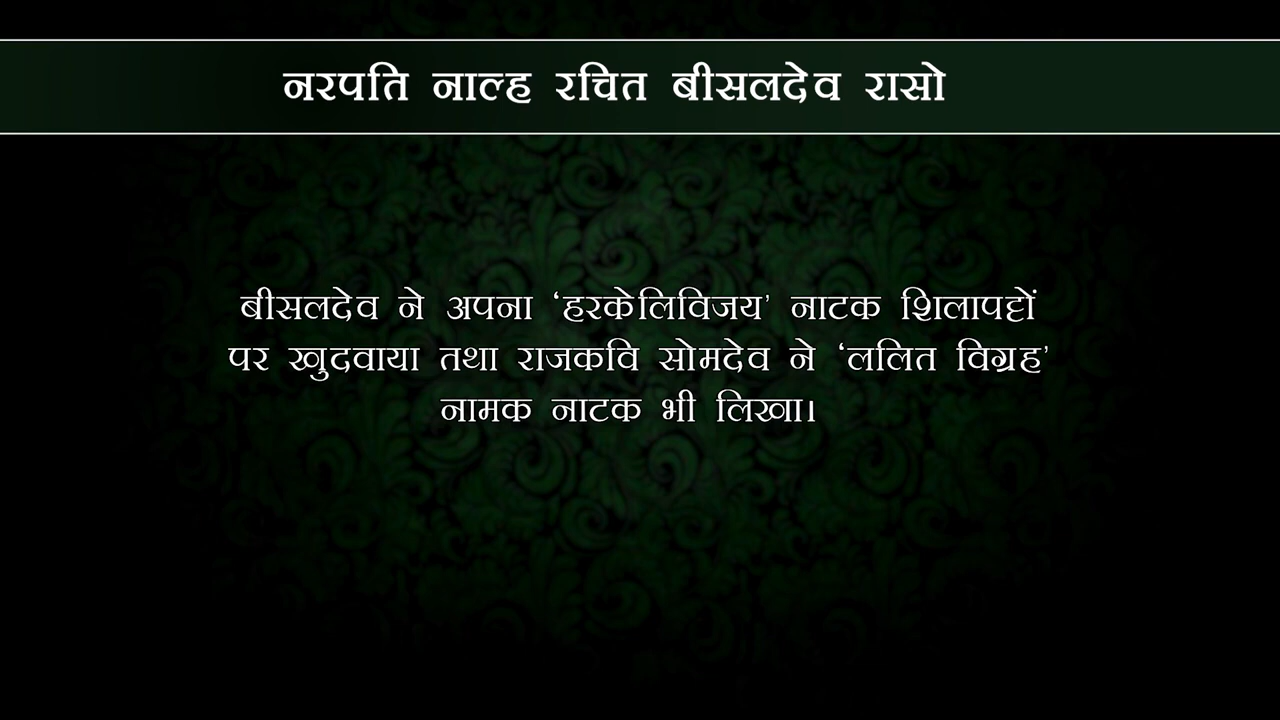 नरपति नाल्ह रचित बीसलदेव रासो
बीसलदेव ने अपना ‘हरकेलिविजय’ नाटक शिलापट्टों
पर खुदवाया तथा राजकवि सोमदेव ने ‘ललित विग्रह’
नामक नाटक भी लिखा।